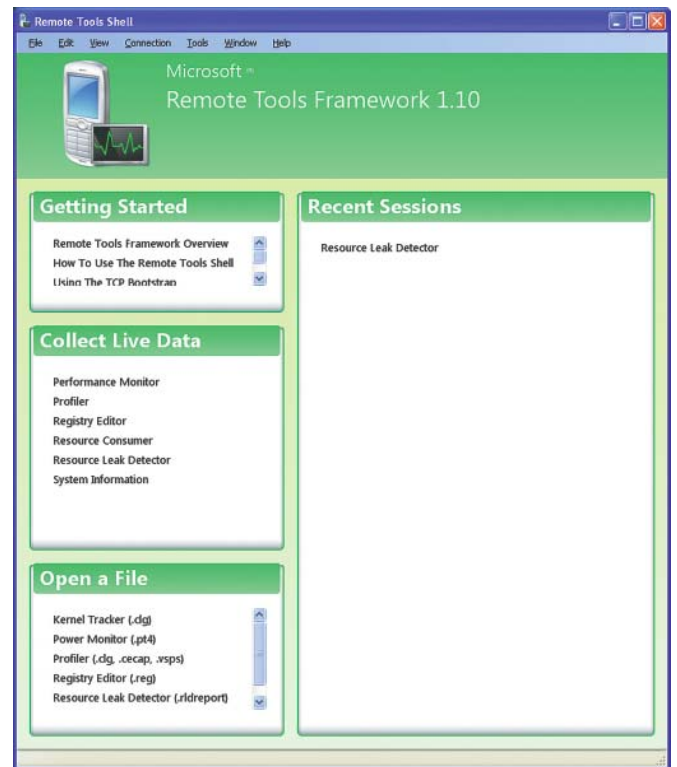 Remote Tools Shell
File Edit View Connection Tools Window Help
Microsoft ™
Remote Tools Framework 1.10
Getting Started
Remote Tools Framework Overview
How To Use The Remote Tools Shell
Using The TCP Bootstrap
Collect Live Data
Performance Monitor
Profiler
Registry Editor
Resource Consumer
Resource Leak Detector
System Information
Open a File
Kernel Tracker (.clg)
Power Monitor (.pt4)
Profiler (.clg, .cecap, .vsps)
Registry Editor (.reg)
Resource Leak Detector (.rldreport)
Recent Sessions
Resource Leak Detector